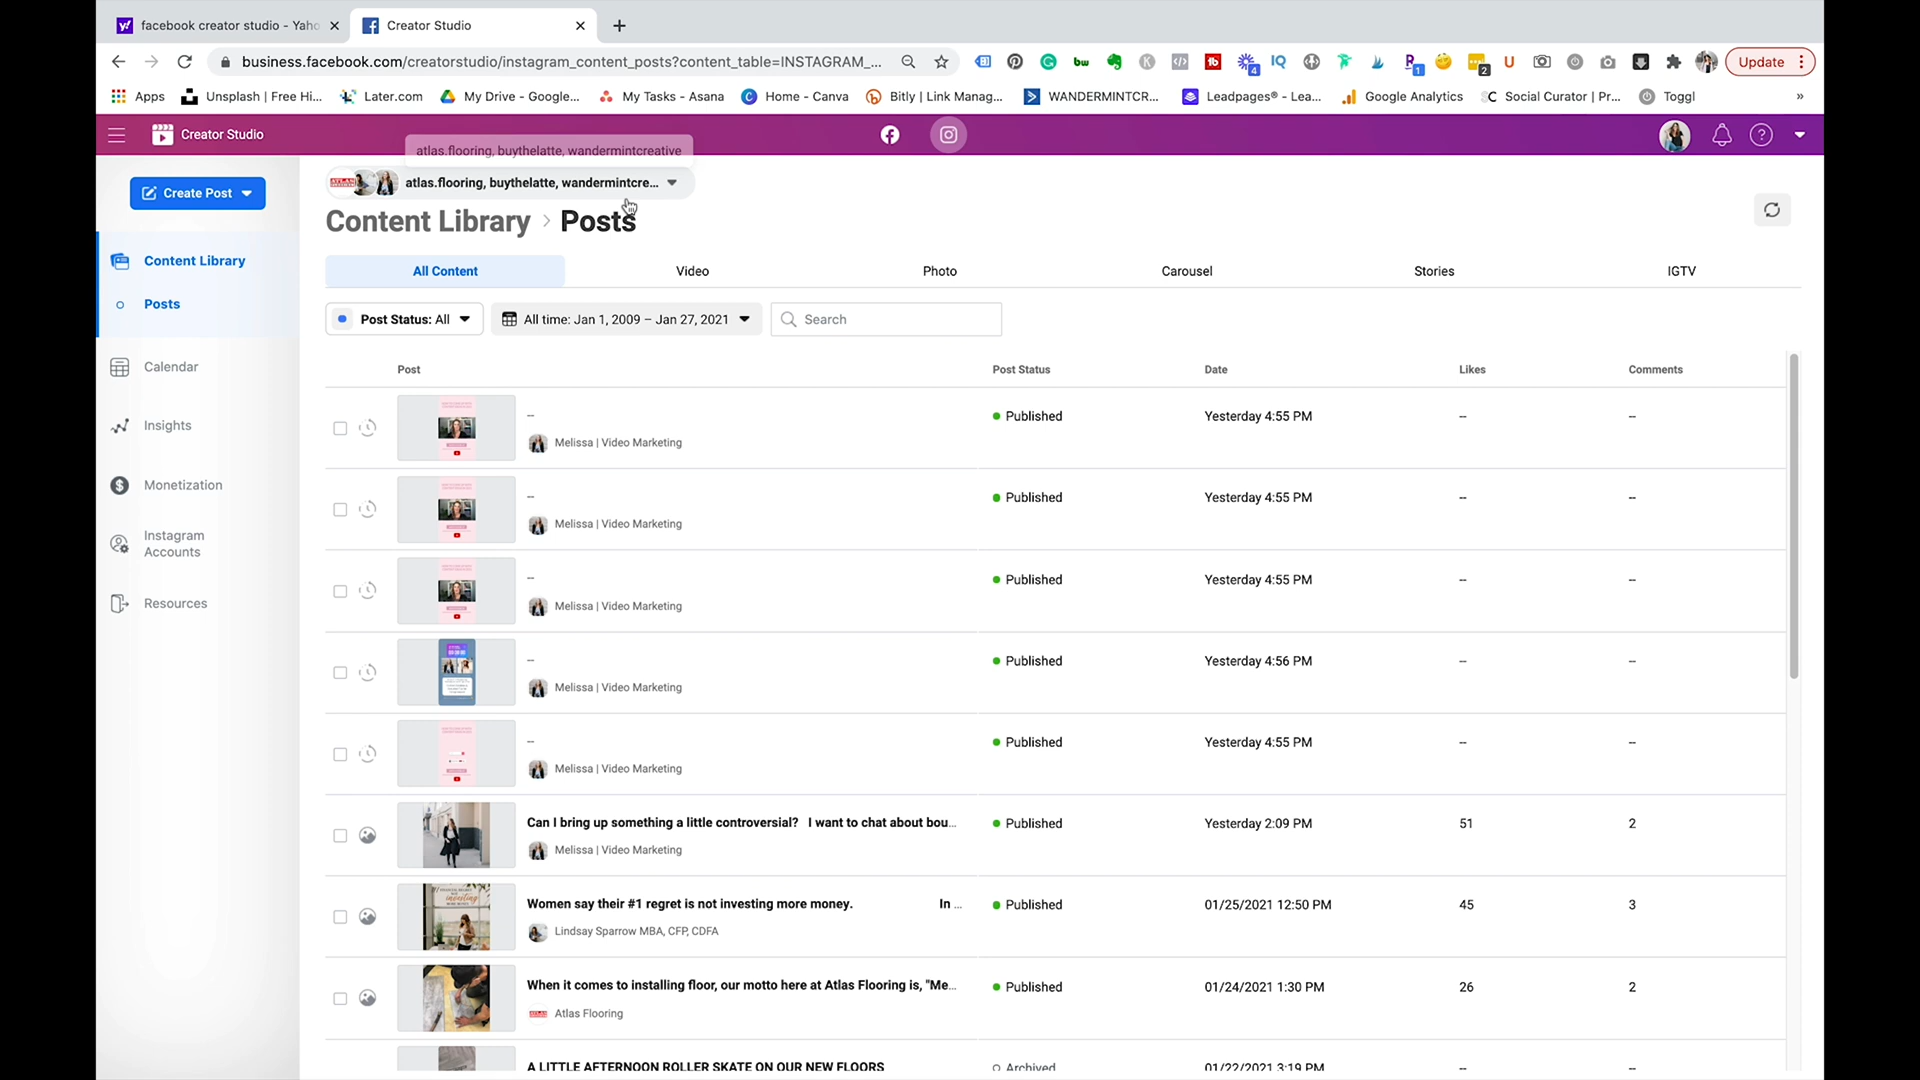 facebook creator studio - Yaho
Creator Studio
business.facebook.com/creatorstudio/instagram_content_posts?content_table=INSTAGRAM_...
Update
Apps
Unsplash | Free Hi...
Later.com
My Drive - Google...
My Tasks - Asana
Home - Canva
Bitly | Link Manag...
WANDERMINTCR...
Leadpages® - Lea...
Google Analytics
Social Curator | Pr...
Toggl
»
Creator Studio
atlas.flooring, buythelatte, wandermintcreative
Create Post
atlas.flooring, buythelatte, wandermintcre...
Content Library > Posts
Content Library
Posts
Calendar
Insights
Monetization
Instagram
Accounts
Resources
All Content Video Photo Carousel Stories IGTV
Post Status: All
All time: Jan 1, 2009 – Jan 27, 2021
Search
Post Post Status Date Likes Comments
-- Published Yesterday 4:55 PM -- --
Melissa | Video Marketing
-- Published Yesterday 4:55 PM -- --
Melissa | Video Marketing
-- Published Yesterday 4:55 PM -- --
Melissa | Video Marketing
-- Published Yesterday 4:56 PM -- --
Melissa | Video Marketing
-- Published Yesterday 4:55 PM -- --
Melissa | Video Marketing
Can I bring up something a little controversial? I want to chat about bou... Published Yesterday 2:09 PM 51 2
Melissa | Video Marketing
Women say their #1 regret is not investing more money. In ... Published 01/25/2021 12:50 PM 45 3
Lindsay Sparrow MBA, CFP, CDFA
When it comes to installing floor, our motto here at Atlas Flooring is, "Me... Published 01/24/2021 1:30 PM 26 2
Atlas Flooring
A LITTLE AFTERNOON ROLLER SKATE ON OUR NEW FLOORS Archived 01/22/2021 3:19 PM -- --